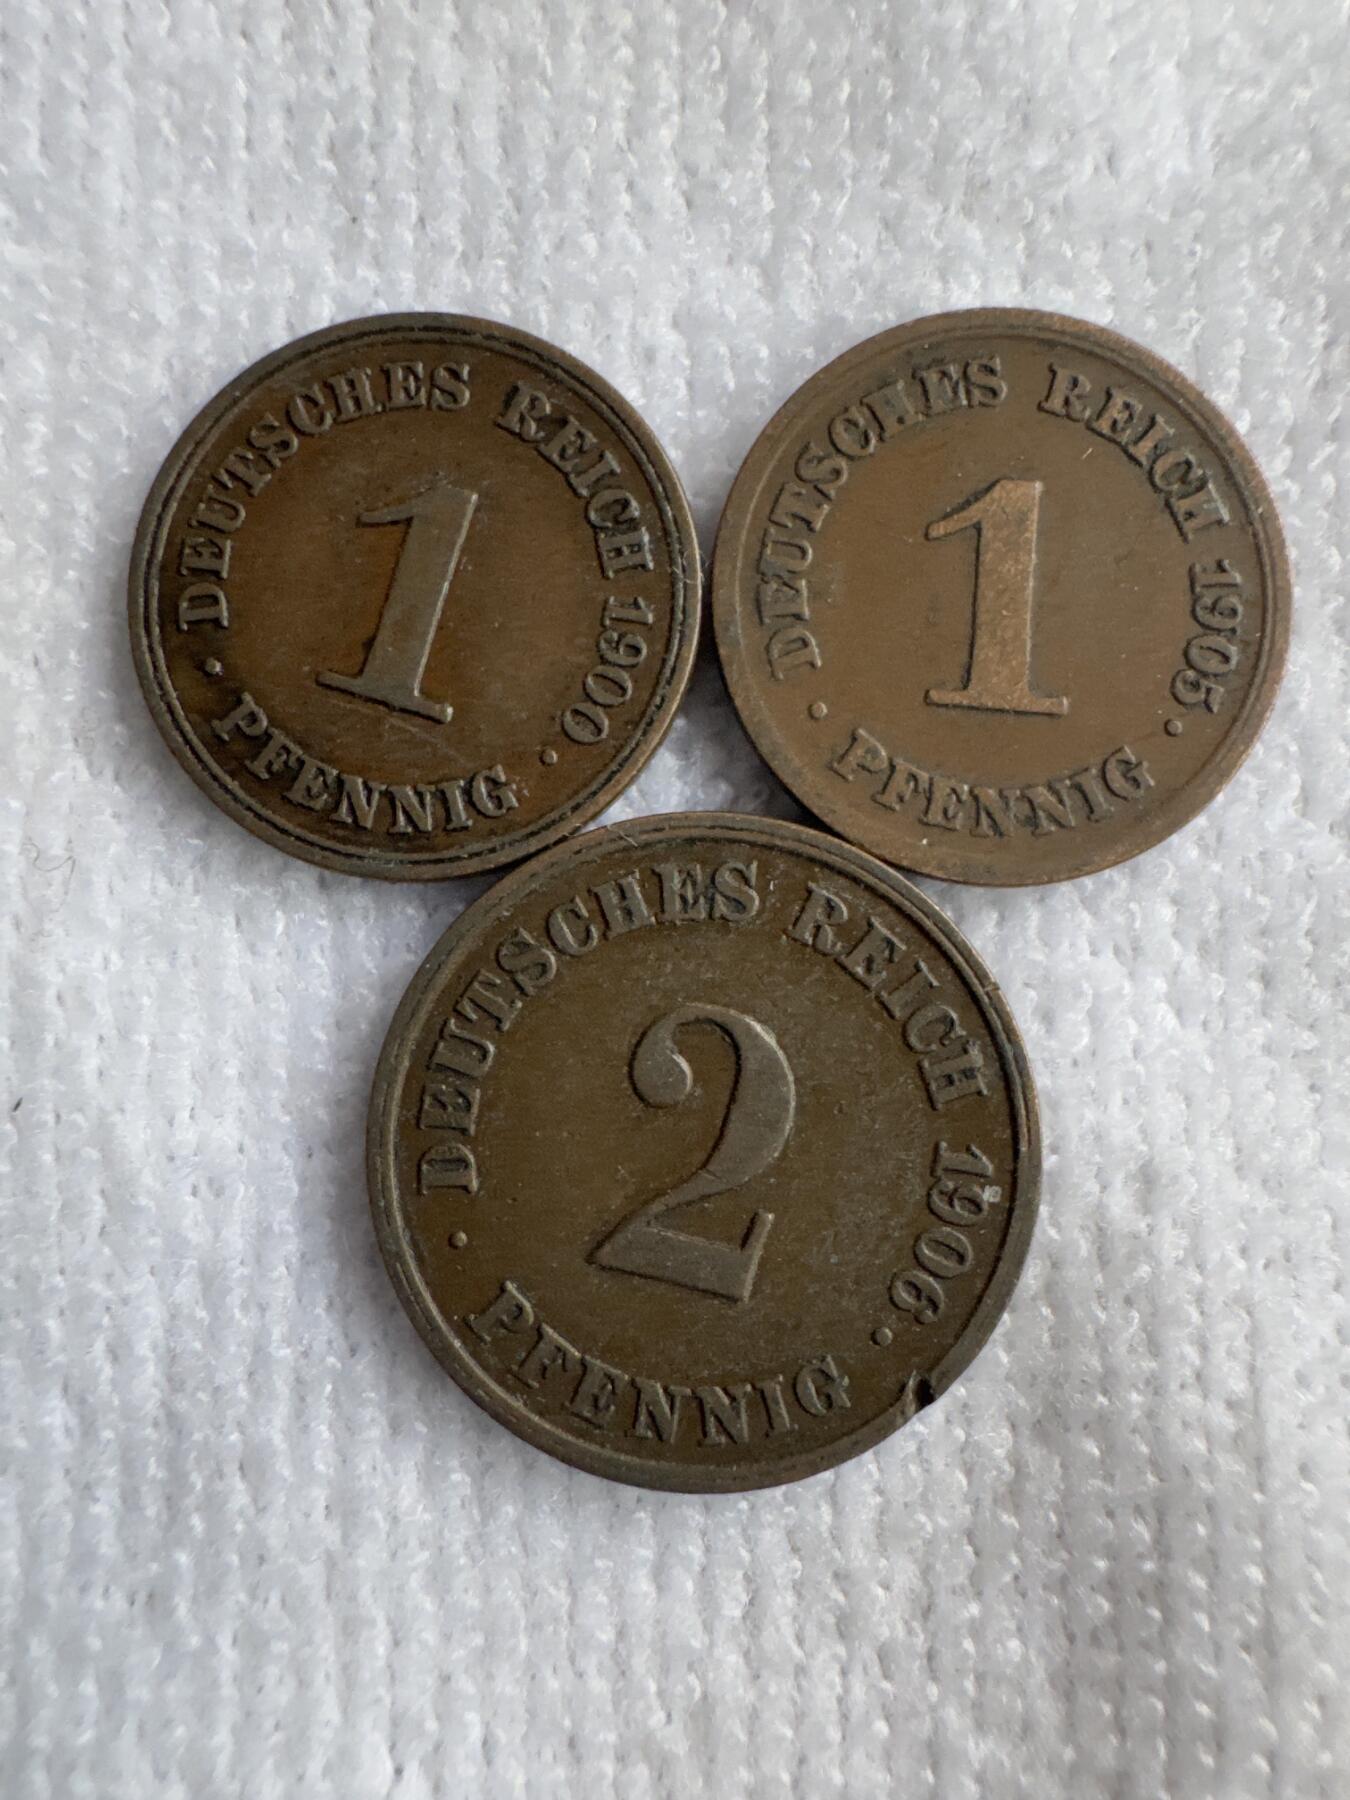 DEUTSCHES REICH 1900
1
· PFENNIG ·
DEUTSCHES REICH 1905
1
· PFENNIG ·
DEUTSCHES REICH 1906
2
· PFENNIG ·